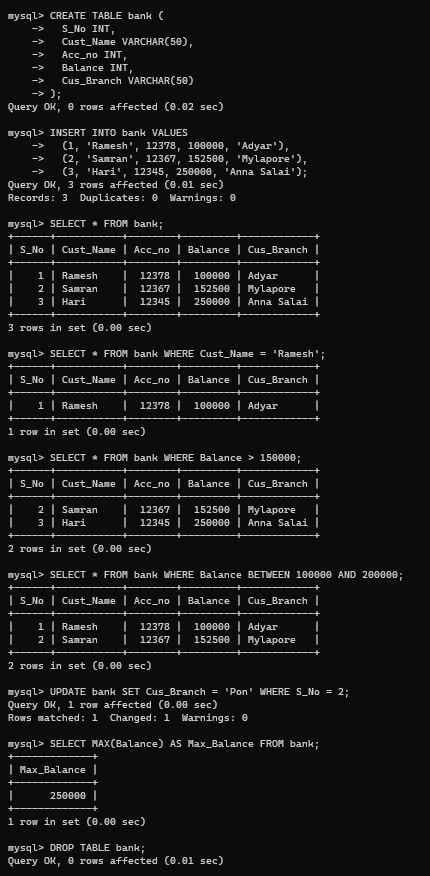 mysql> CREATE TABLE bank (
    ->   S_No INT,
    ->   Cust_Name VARCHAR(50),
    ->   Acc_no INT,
    ->   Balance INT,
    ->   Cus_Branch VARCHAR(50)
    -> );
Query OK, 0 rows affected (0.02 sec)

mysql> INSERT INTO bank VALUES
    ->   (1, 'Ramesh', 12378, 100000, 'Adyar'),
    ->   (2, 'Samran', 12367, 152500, 'Mylapore'),
    ->   (3, 'Hari', 12345, 250000, 'Anna Salai');
Query OK, 3 rows affected (0.01 sec)
Records: 3  Duplicates: 0  Warnings: 0

mysql> SELECT * FROM bank;
+------+-----------+--------+---------+------------+
| S_No | Cust_Name | Acc_no | Balance | Cus_Branch |
+------+-----------+--------+---------+------------+
|    1 | Ramesh    |  12378 |  100000 | Adyar      |
|    2 | Samran    |  12367 |  152500 | Mylapore   |
|    3 | Hari      |  12345 |  250000 | Anna Salai |
+------+-----------+--------+---------+------------+
3 rows in set (0.00 sec)

mysql> SELECT * FROM bank WHERE Cust_Name = 'Ramesh';
+------+-----------+--------+---------+------------+
| S_No | Cust_Name | Acc_no | Balance | Cus_Branch |
+------+-----------+--------+---------+------------+
|    1 | Ramesh    |  12378 |  100000 | Adyar      |
+------+-----------+--------+---------+------------+
1 row in set (0.00 sec)

mysql> SELECT * FROM bank WHERE Balance > 150000;
+------+-----------+--------+---------+------------+
| S_No | Cust_Name | Acc_no | Balance | Cus_Branch |
+------+-----------+--------+---------+------------+
|    2 | Samran    |  12367 |  152500 | Mylapore   |
|    3 | Hari      |  12345 |  250000 | Anna Salai |
+------+-----------+--------+---------+------------+
2 rows in set (0.00 sec)

mysql> SELECT * FROM bank WHERE Balance BETWEEN 100000 AND 200000;
+------+-----------+--------+---------+------------+
| S_No | Cust_Name | Acc_no | Balance | Cus_Branch |
+------+-----------+--------+---------+------------+
|    1 | Ramesh    |  12378 |  100000 | Adyar      |
|    2 | Samran    |  12367 |  152500 | Mylapore   |
+------+-----------+--------+---------+------------+
2 rows in set (0.00 sec)

mysql> UPDATE bank SET Cus_Branch = 'Pon' WHERE S_No = 2;
Query OK, 1 row affected (0.00 sec)
Rows matched: 1  Changed: 1  Warnings: 0

mysql> SELECT MAX(Balance) AS Max_Balance FROM bank;
+-------------+
| Max_Balance |
+-------------+
|      250000 |
+-------------+
1 row in set (0.00 sec)

mysql> DROP TABLE bank;
Query OK, 0 rows affected (0.01 sec)